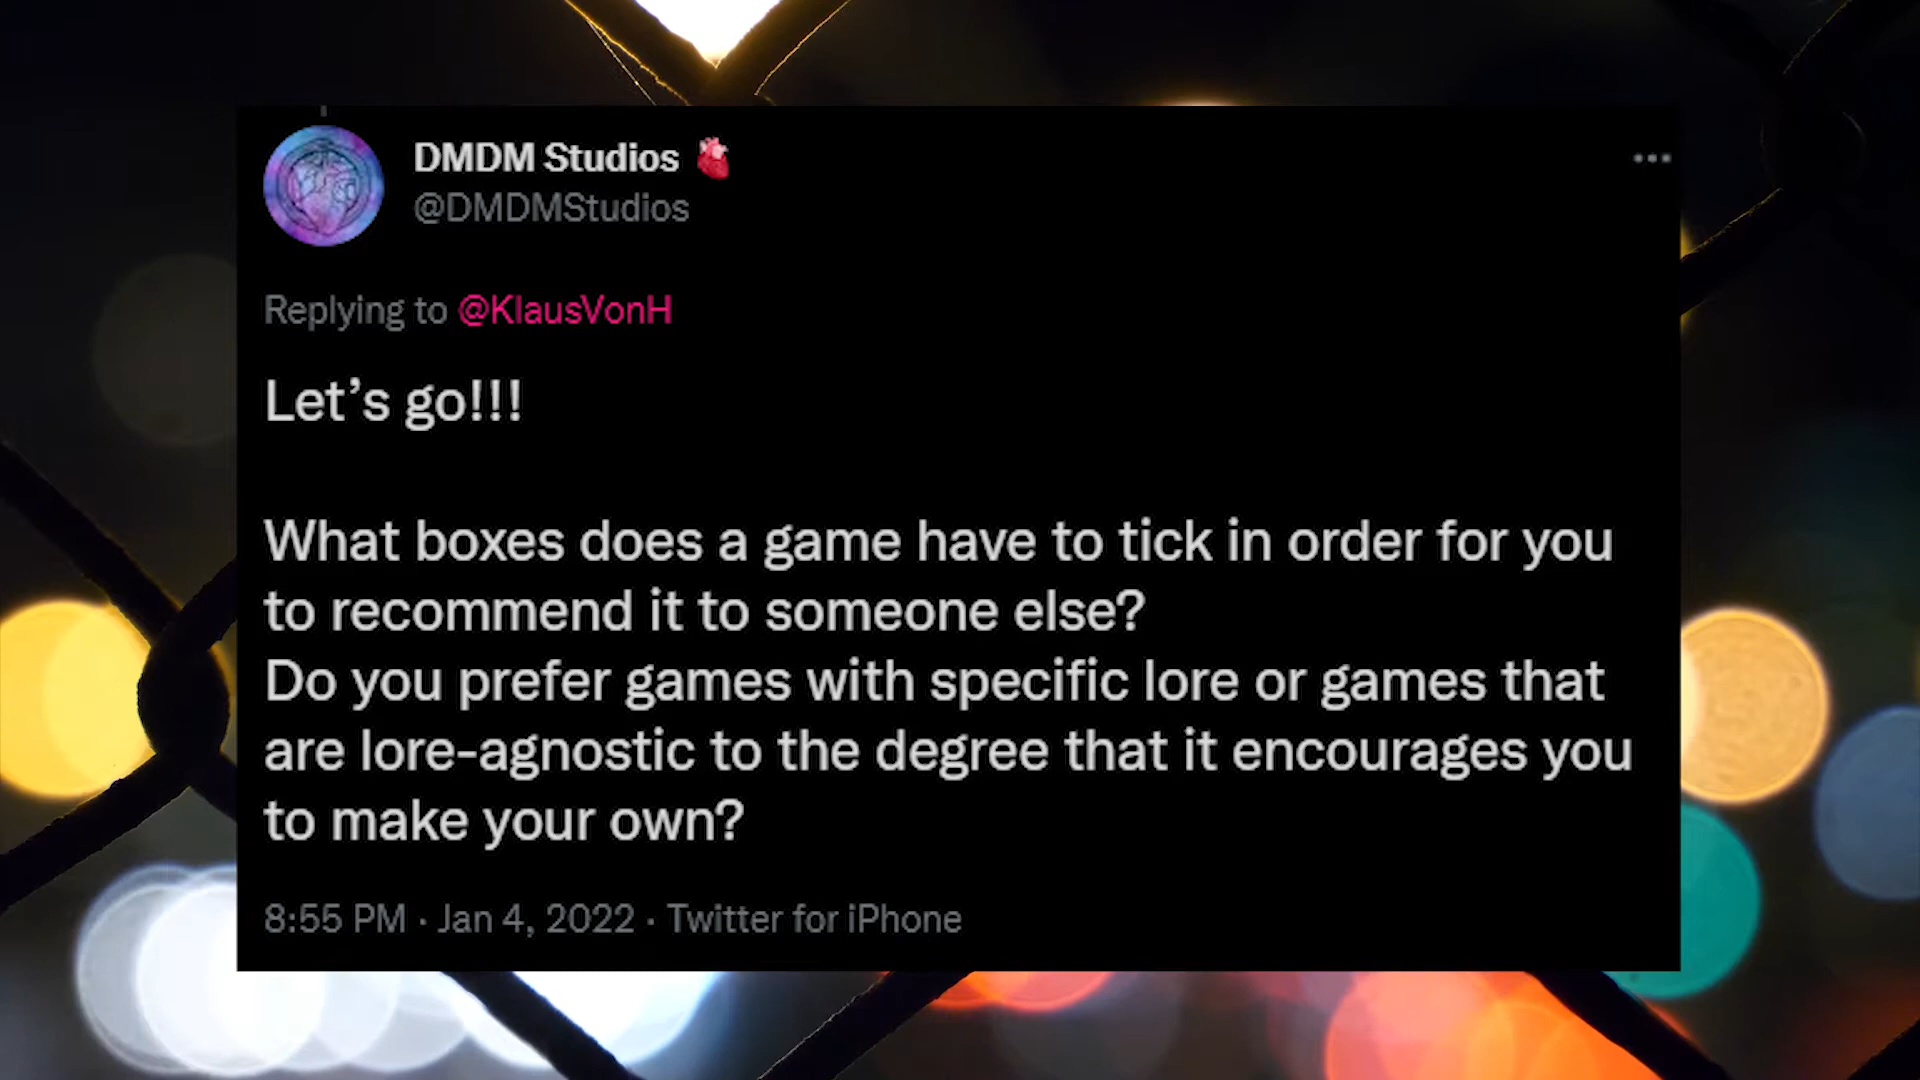 DMDM Studios 🫀
@DMDMStudios
Replying to @KlausVonH
Let’s go!!!
What boxes does a game have to tick in order for you
to recommend it to someone else?
Do you prefer games with specific lore or games that
are lore-agnostic to the degree that it encourages you
to make your own?
8:55 PM · Jan 4, 2022 · Twitter for iPhone